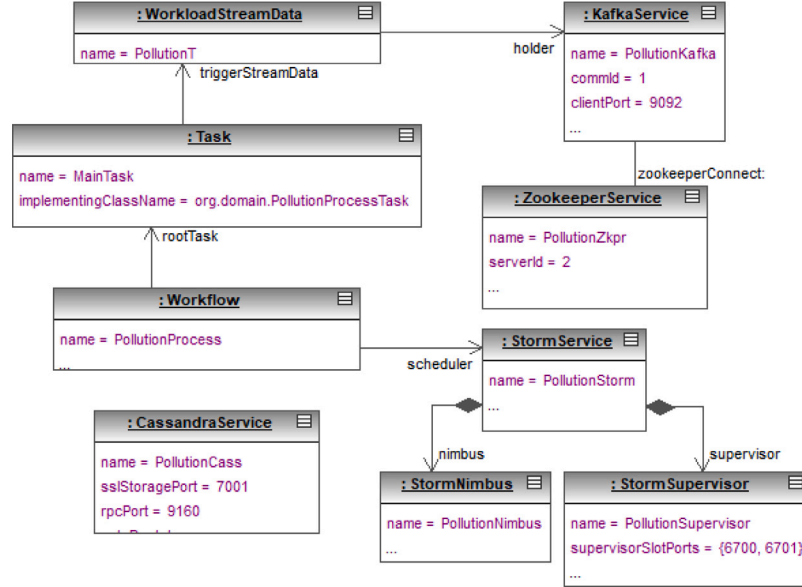 : WorkloadStreamData
name = PollutionT
triggerStreamData
holder
: KafkaService
name = PollutionKafka
commId = 1
clientPort = 9092
...
: Task
name = MainTask
implementingClassName = org.domain.PollutionProcessTask
zookeeperConnect:
: ZookeeperService
name = PollutionZkpr
serverId = 2
...
rootTask
: Workflow
name = PollutionProcess
...
scheduler
: StormService
name = PollutionStorm
...
: CassandraService
name = PollutionCass
sslStoragePort = 7001
rpcPort = 9160
nimbus
supervisor
: StormNimbus
name = PollutionNimbus
...
: StormSupervisor
name = PollutionSupervisor
supervisorSlotPorts = {6700, 6701}
...